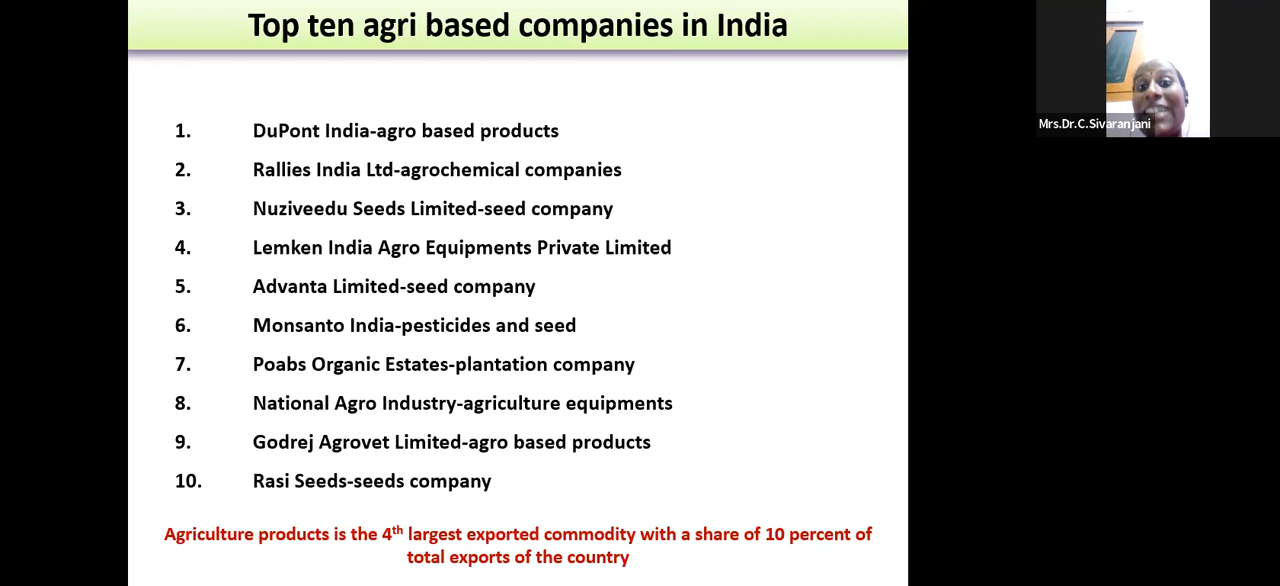 Top ten agri based companies in India
Mrs.Dr.C.Sivaranjani
1. DuPont India-agro based products
2. Rallies India Ltd-agrochemical companies
3. Nuziveedu Seeds Limited-seed company
4. Lemken India Agro Equipments Private Limited
5. Advanta Limited-seed company
6. Monsanto India-pesticides and seed
7. Poabs Organic Estates-plantation company
8. National Agro Industry-agriculture equipments
9. Godrej Agrovet Limited-agro based products
10. Rasi Seeds-seeds company
Agriculture products is the 4th largest exported commodity with a share of 10 percent of
total exports of the country